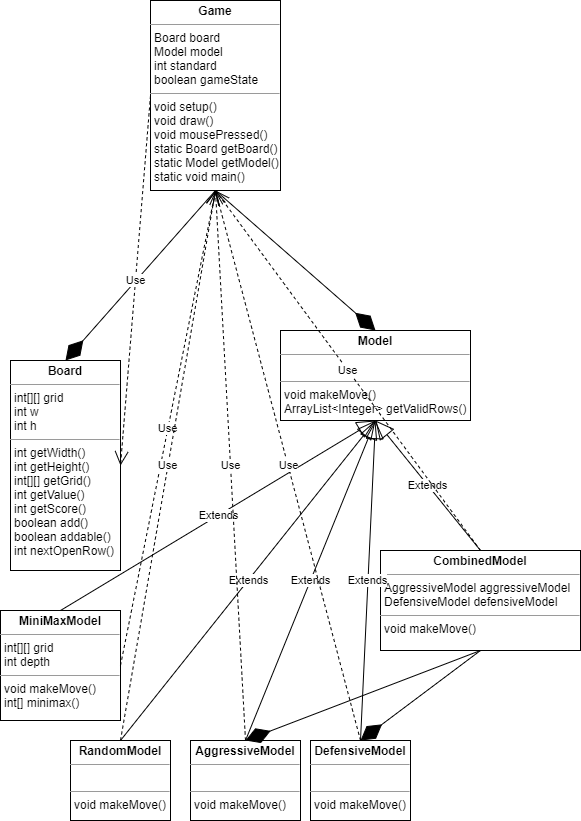 Game
Board board
Model model
int standard
boolean gameState
void setup()
void draw()
void mousePressed()
static Board getBoard()
static Model getModel()
static void main()
Use
Board
int[][] grid
int w
int h
int getWidth()
int getHeight()
int[][] getGrid()
int getValue()
int getScore()
boolean add()
boolean addable()
int nextOpenRow()
Model
void makeMove()
ArrayList<Integer> getValidRows()
Use
Use
Use
Use
Use
Extends
Extends
Extends
Extends
Extends
CombinedModel
AggressiveModel aggressiveModel
DefensiveModel defensiveModel
void makeMove()
MiniMaxModel
int[][] grid
int depth
void makeMove()
int[] minimax()
RandomModel
void makeMove()
AggressiveModel
void makeMove()
DefensiveModel
void makeMove()